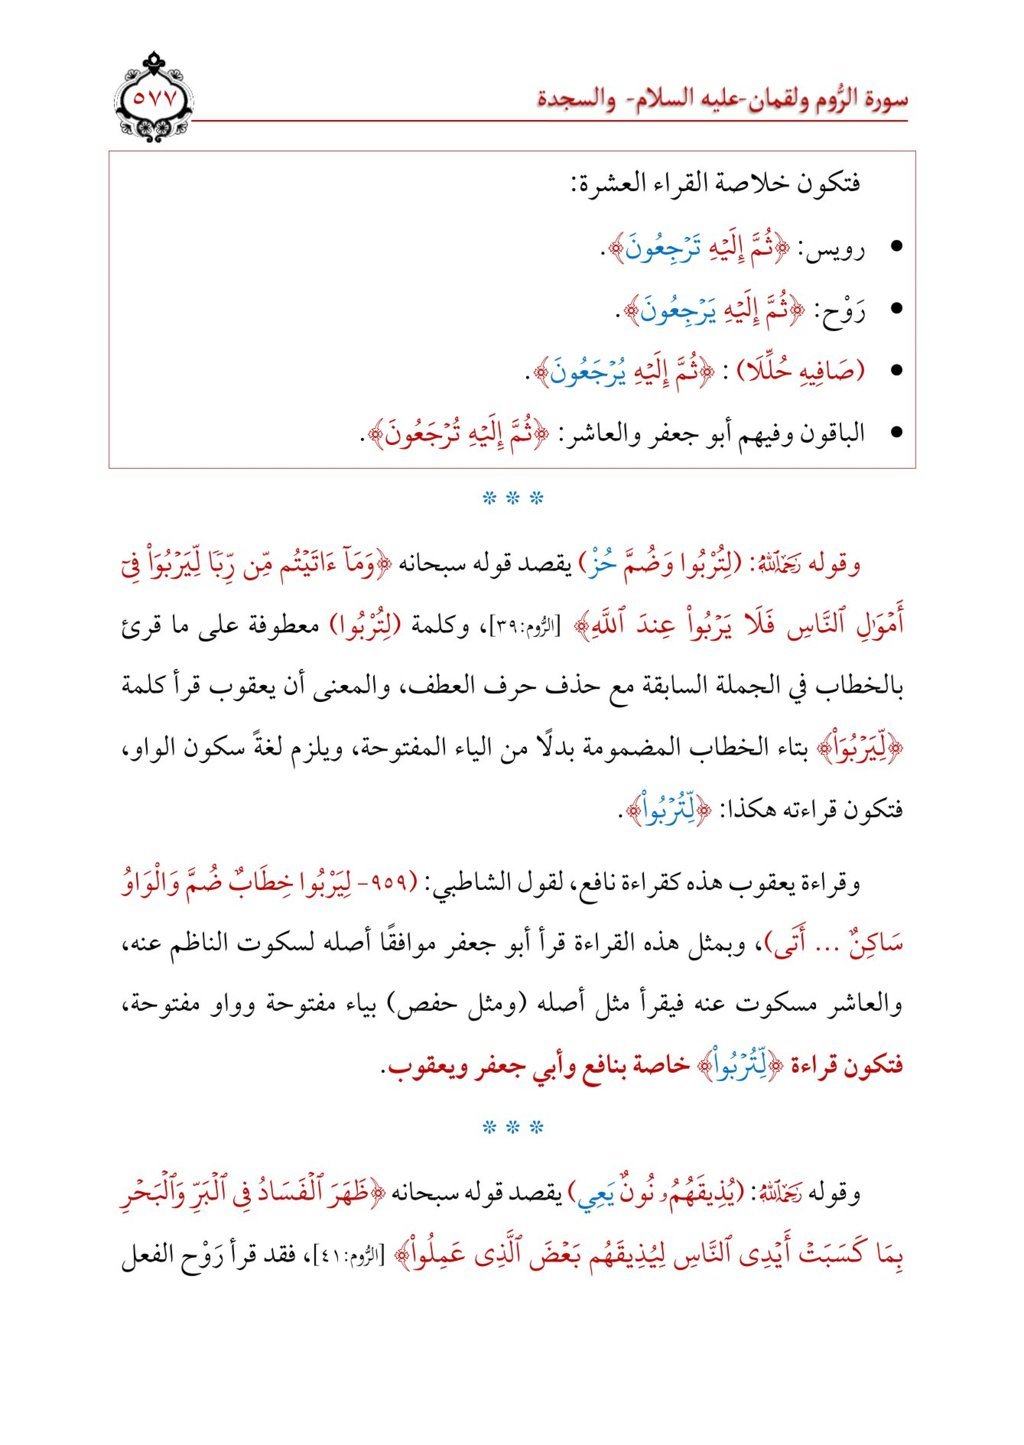 سورة الرُّوم ولقمان-عليه السلام- والسجدة
٥٧٧
فتكون خلاصة القراء العشرة:
• رويس: ﴿ثُمَّ إِلَيْهِ تَرْجِعُونَ﴾.
• رَوْح: ﴿ثُمَّ إِلَيْهِ يَرْجِعُونَ﴾.
• (صَافِيهِ حُلِّلَا) : ﴿ثُمَّ إِلَيْهِ يُرْجَعُونَ﴾.
• الباقون وفيهم أبو جعفر والعاشر: ﴿ثُمَّ إِلَيْهِ تُرْجَعُونَ﴾.
* * *
وقوله رَحِمَهُ ٱللَّهُ: (لِتُرْبُوا وَضُمَّ حُزْ) يقصد قوله سبحانه ﴿وَمَآ ءَاتَيْتُم مِّن رِّبًا لِّيَرْبُوَا۟ فِىٓ
أَمْوَٰلِ ٱلنَّاسِ فَلَا يَرْبُوا۟ عِندَ ٱللَّهِ﴾ [الرُّوم:٣٩]، وكلمة (لِتُرْبُوا) معطوفة على ما قرئ
بالخطاب في الجملة السابقة مع حذف حرف العطف، والمعنى أن يعقوب قرأ كلمة
﴿لِّيَرْبُوَا۟﴾ بتاء الخطاب المضمومة بدلًا من الياء المفتوحة، ويلزم لغةً سكون الواو،
فتكون قراءته هكذا: ﴿لِّتُرْبُوا۟﴾.
وقراءة يعقوب هذه كقراءة نافع، لقول الشاطبي: (٩٥٩- لِيَرْبُوا خِطَابٌ ضُمَّ وَالْوَاوُ
سَاكِنٌ ... أَتَى)، وبمثل هذه القراءة قرأ أبو جعفر موافقًا أصله لسكوت الناظم عنه،
والعاشر مسكوت عنه فيقرأ مثل أصله (ومثل حفص) بياء مفتوحة وواو مفتوحة،
فتكون قراءة ﴿لِّتُرْبُوا۟﴾ خاصة بنافع وأبي جعفر ويعقوب.
* * *
وقوله رَحِمَهُ ٱللَّهُ: (يُذِيقَهُمُۥ نُونٌ يَعِي) يقصد قوله سبحانه ﴿ظَهَرَ ٱلْفَسَادُ فِى ٱلْبَرِّ وَٱلْبَحْرِ
بِمَا كَسَبَتْ أَيْدِى ٱلنَّاسِ لِيُذِيقَهُم بَعْضَ ٱلَّذِى عَمِلُوا۟﴾ [الرُّوم:٤١]، فقد قرأ رَوْح الفعل